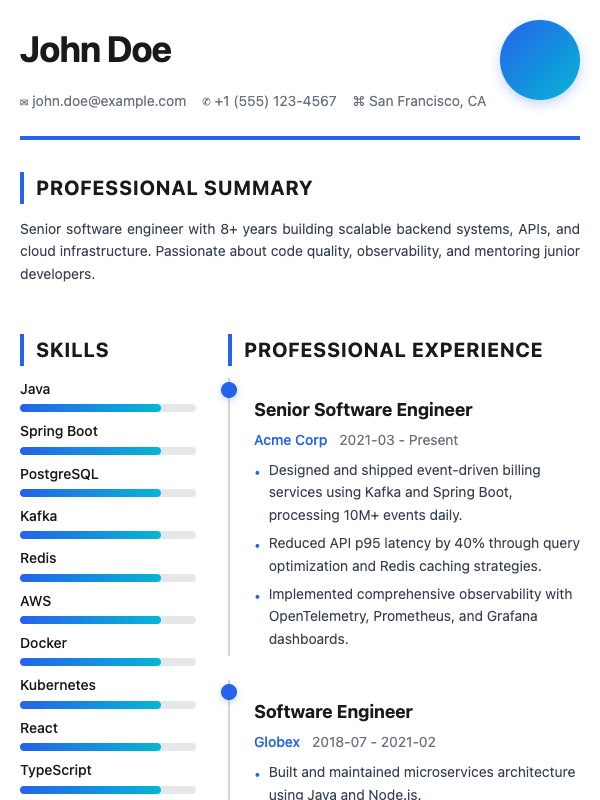 John Doe
✉ john.doe@example.com ✆ +1 (555) 123-4567 ⌘ San Francisco, CA
PROFESSIONAL SUMMARY
Senior software engineer with 8+ years building scalable backend systems, APIs, and
cloud infrastructure. Passionate about code quality, observability, and mentoring junior
developers.
SKILLS
Java
Spring Boot
PostgreSQL
Kafka
Redis
AWS
Docker
Kubernetes
React
TypeScript
PROFESSIONAL EXPERIENCE
Senior Software Engineer
Acme Corp 2021-03 - Present
• Designed and shipped event-driven billing
services using Kafka and Spring Boot,
processing 10M+ events daily.
• Reduced API p95 latency by 40% through query
optimization and Redis caching strategies.
• Implemented comprehensive observability with
OpenTelemetry, Prometheus, and Grafana
dashboards.
Software Engineer
Globex 2018-07 - 2021-02
• Built and maintained microservices architecture
using Java and Node.js.